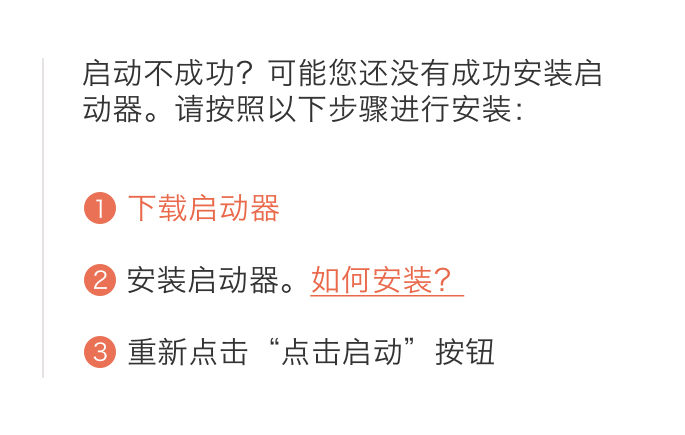 启动不成功？可能您还没有成功安装启
动器。请按照以下步骤进行安装：
1 下载启动器
2 安装启动器。如何安装？
3 重新点击“点击启动”按钮